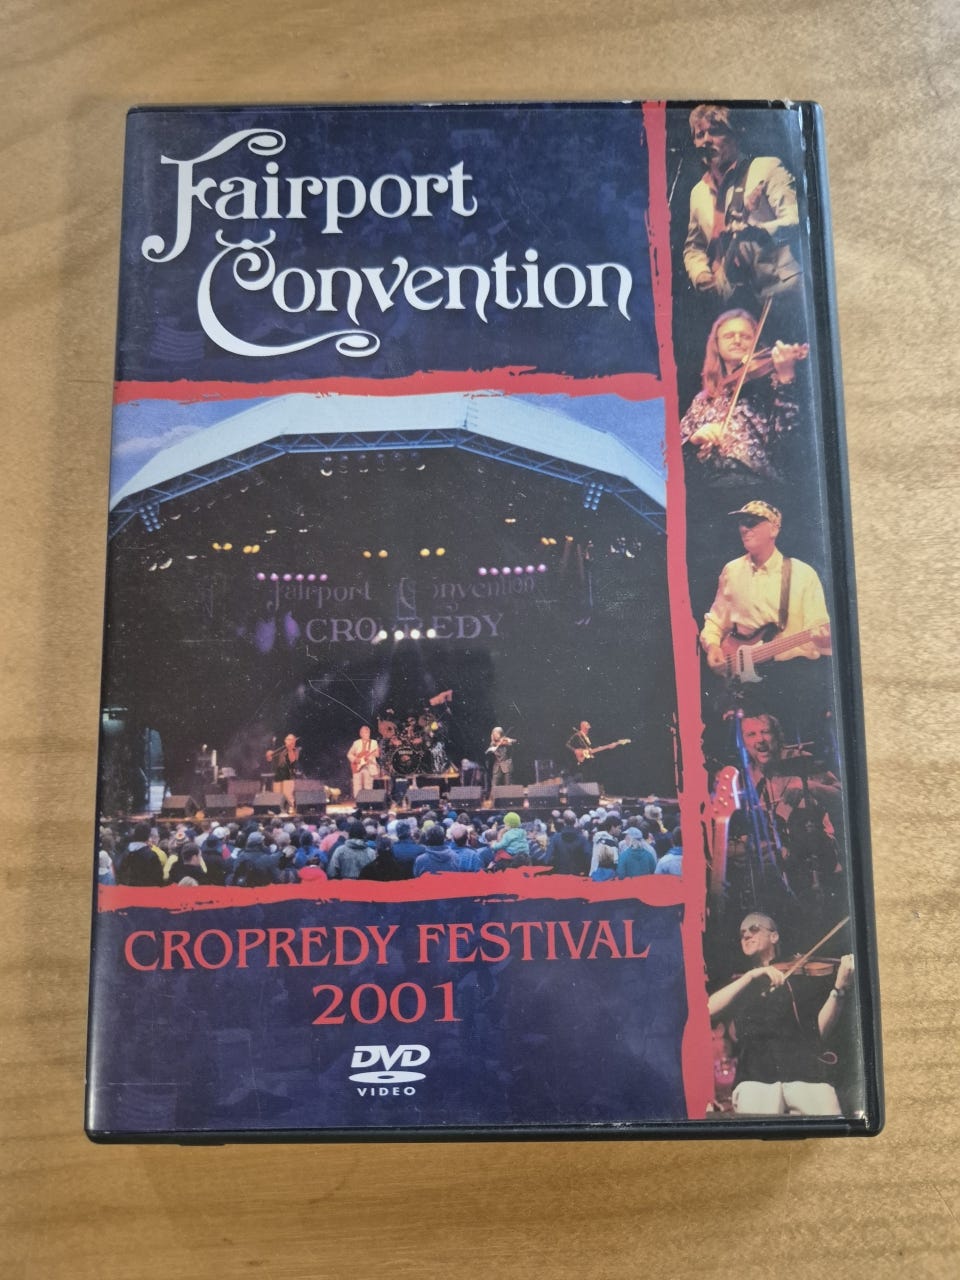 Fairport
Convention
Fairport Convention
CROPREDY
CROPREDY FESTIVAL
2001
DVD
VIDEO